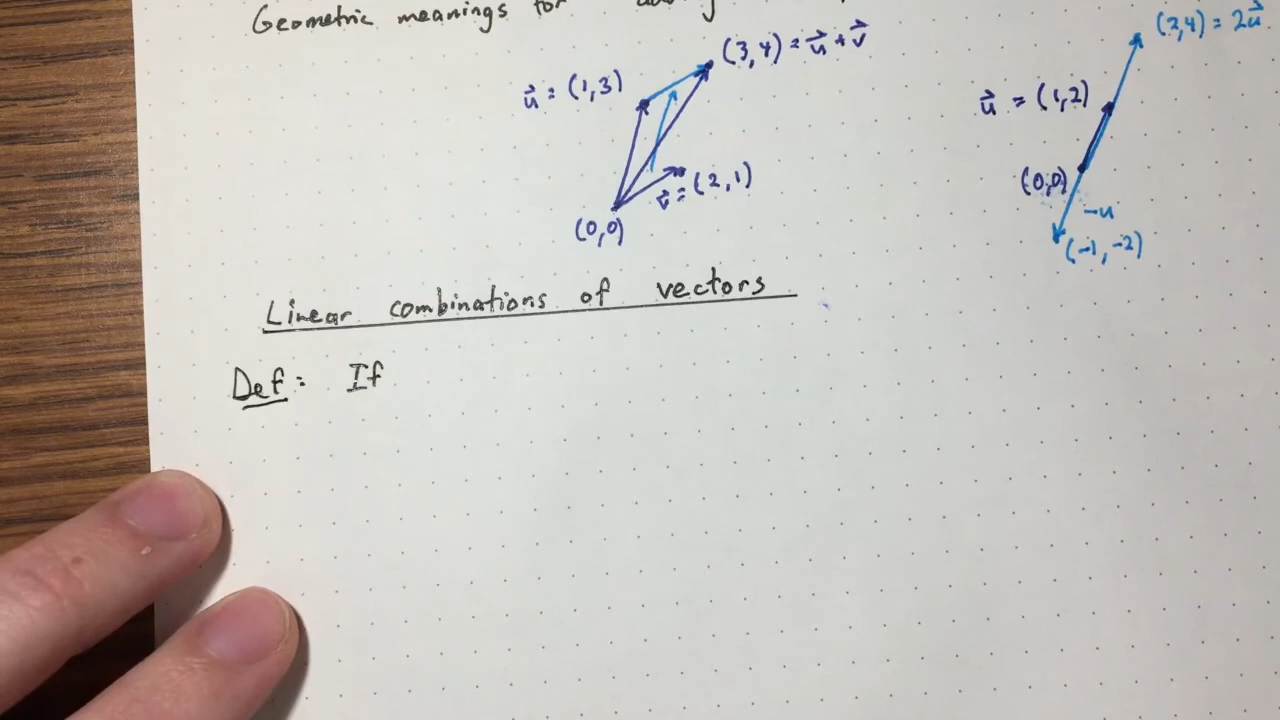 Geometric meanings for
(3,4) = u⃗ + v⃗
u⃗ = (1,3)
v⃗ = (2,1)
(0,0)
(2,4) = 2u⃗
u⃗ = (1,2)
(0,0)
-u
(-1,-2)
Linear combinations of vectors
Def: If